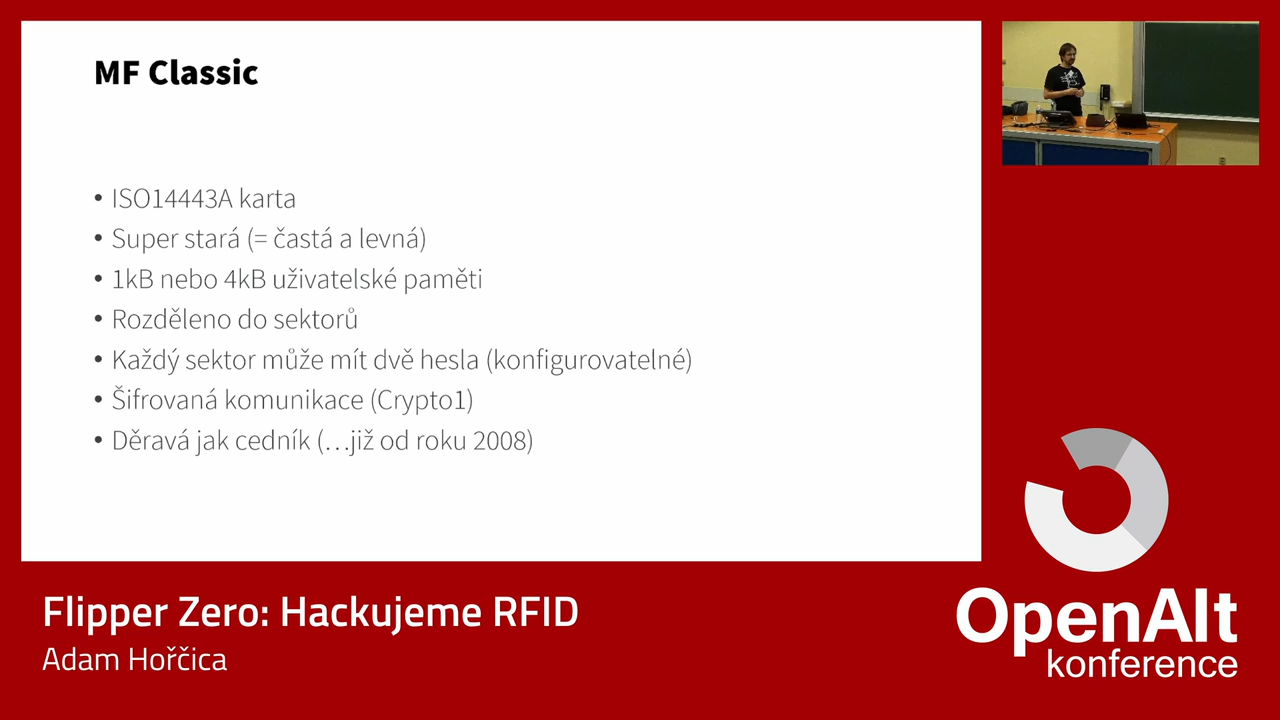 MF Classic
• ISO14443A karta
• Super stará (= častá a levná)
• 1kB nebo 4kB uživatelské paměti
• Rozděleno do sektorů
• Každý sektor může mít dvě hesla (konfigurovatelné)
• Šifrovaná komunikace (Crypto1)
• Děravá jak cedník (…již od roku 2008)
Flipper Zero: Hackujeme RFID
Adam Hořčica
OpenAlt
konference